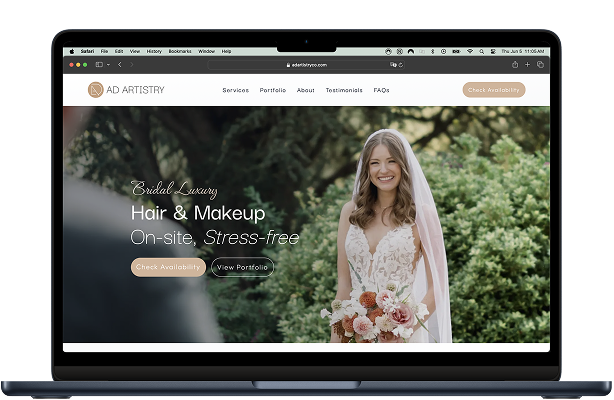 Safari File Edit View History Bookmarks Window Help Thu Jun 5 11:05 AM
adartistryco.com
AD ARTISTRY Services Portfolio About Testimonials FAQs Check Availability
Bridal Luxury
Hair & Makeup
On-site, Stress-free
Check Availability View Portfolio